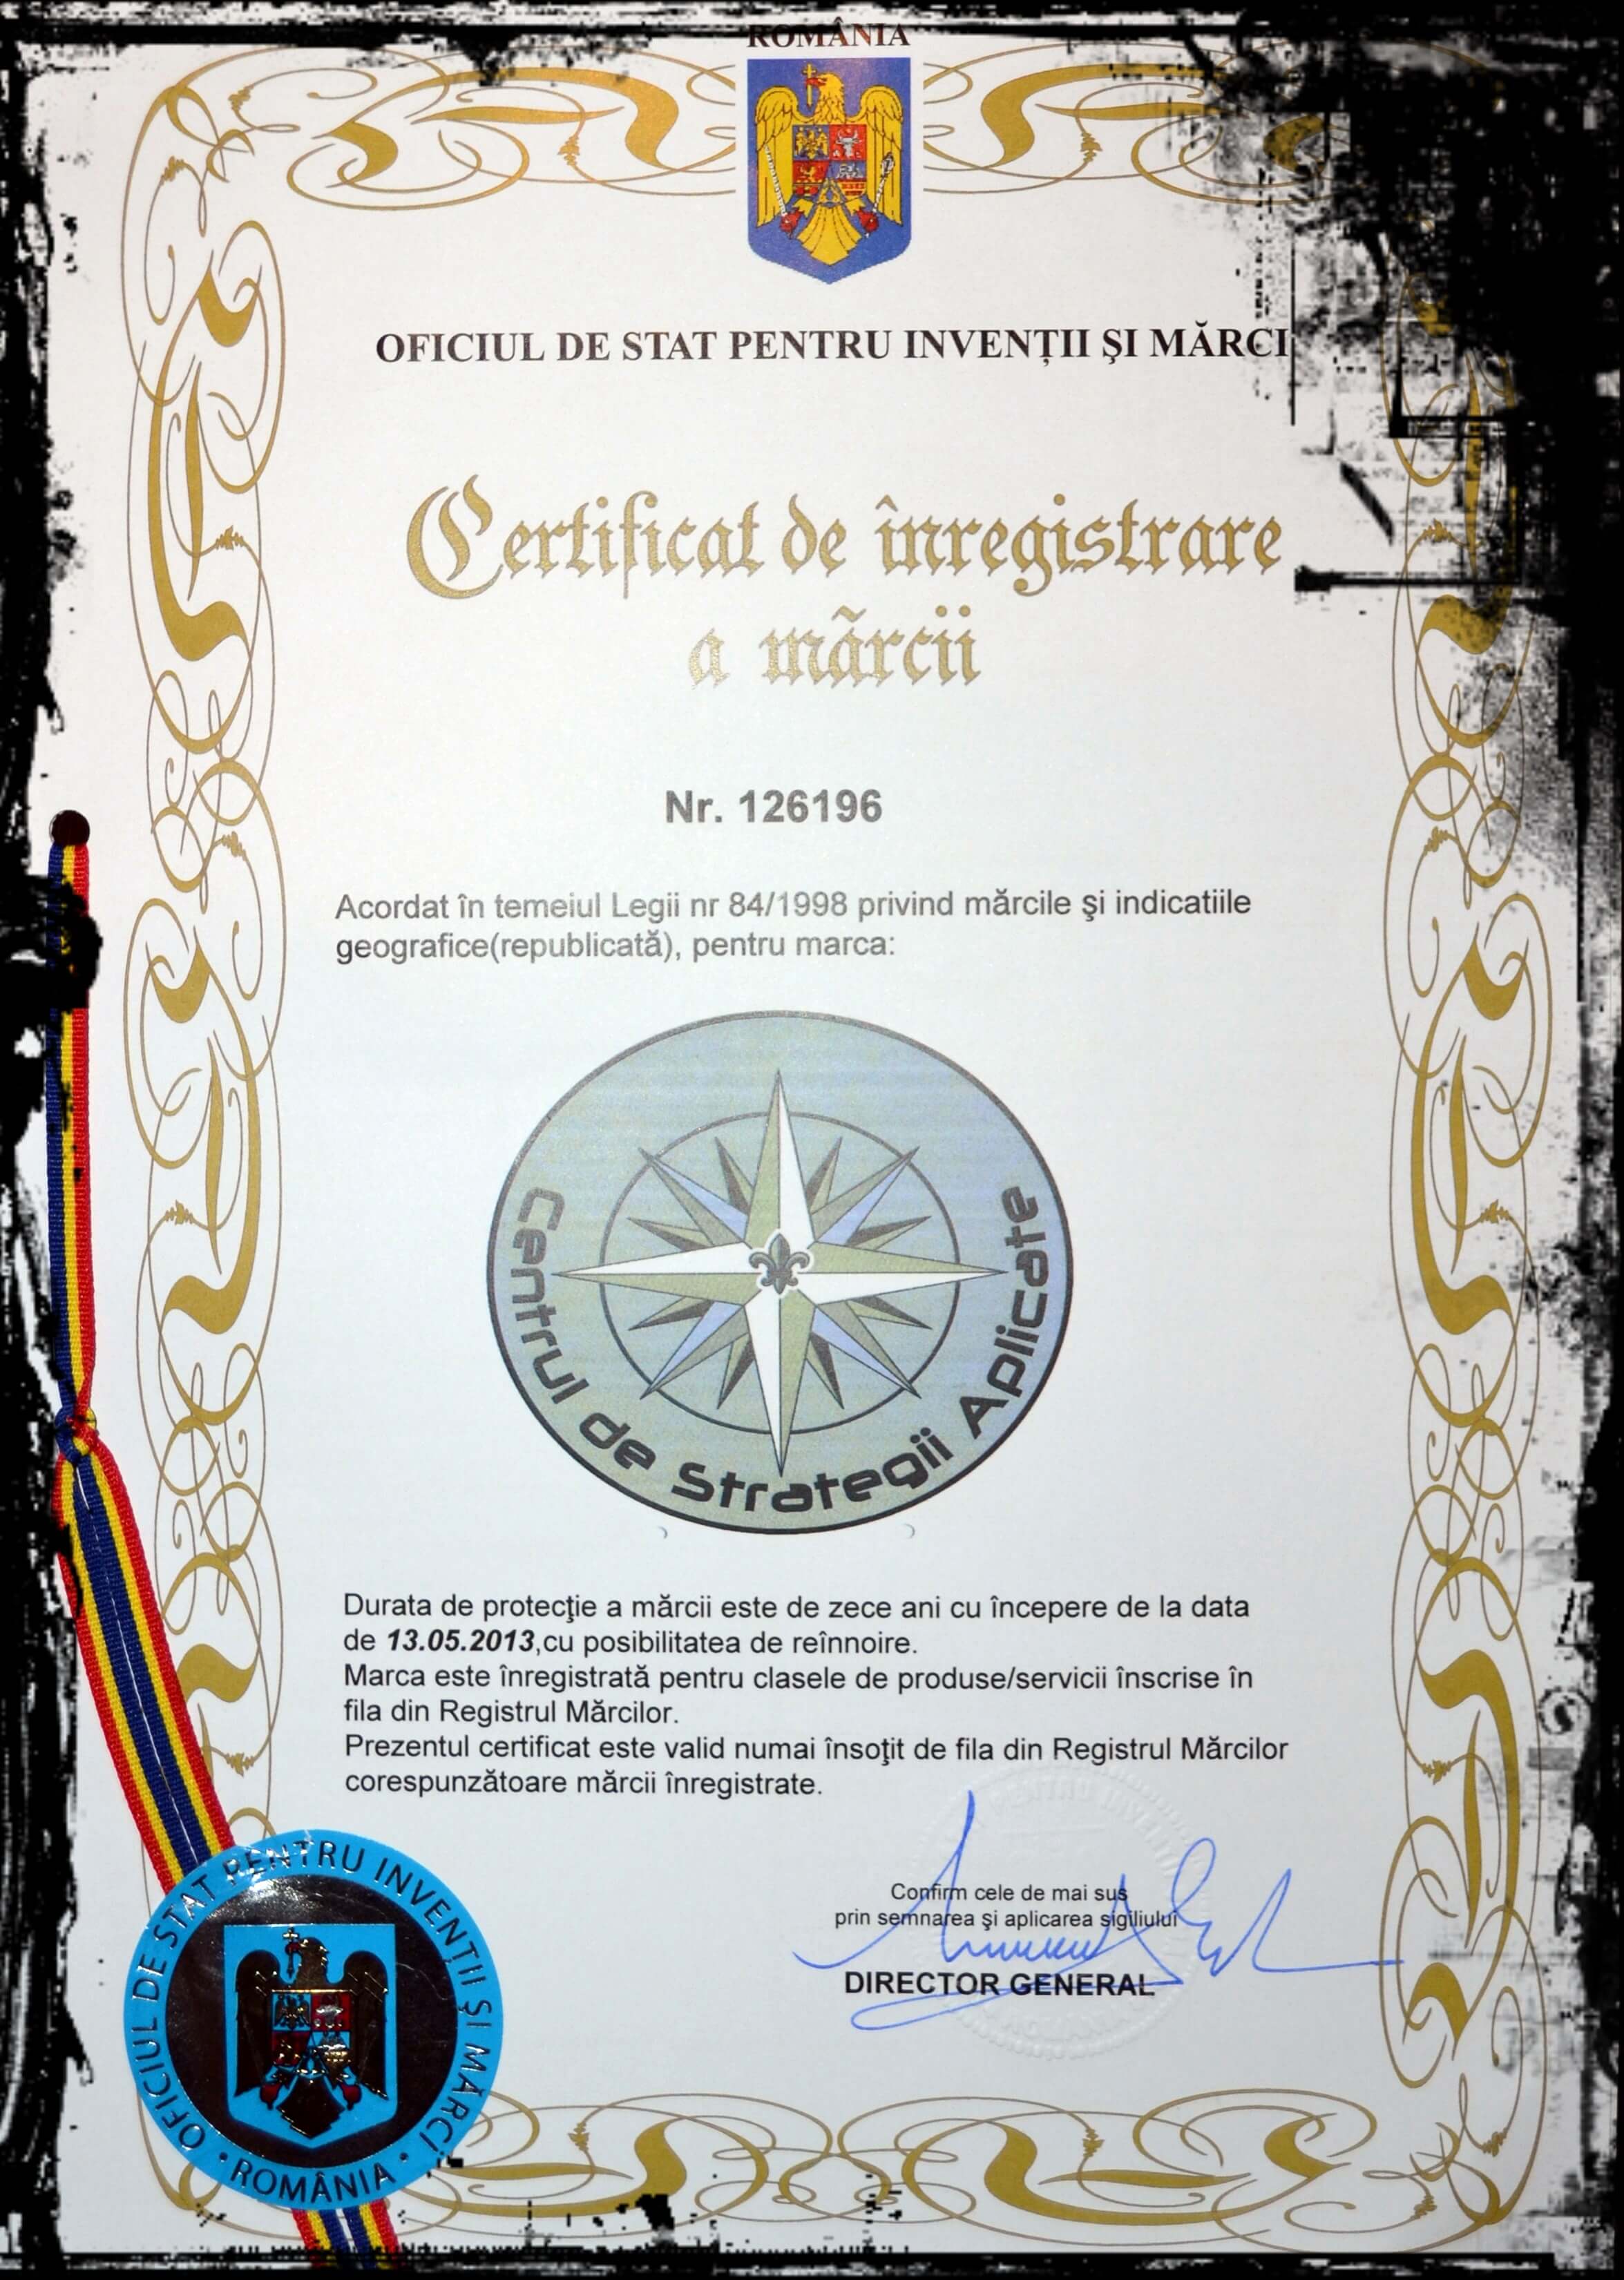 ROMÂNIA
OFICIUL DE STAT PENTRU INVENȚII ŞI MĂRCI
Certificat de înregistrare
a mărcii
Nr. 126196
Acordat în temeiul Legii nr 84/1998 privind mărcile şi indicatiile
geografice(republicată), pentru marca:
Centrul de Strategii Aplicate
Durata de protecţie a mărcii este de zece ani cu începere de la data
de 13.05.2013,cu posibilitatea de reînnoire.
Marca este înregistrată pentru clasele de produse/servicii înscrise în
fila din Registrul Mărcilor.
Prezentul certificat este valid numai însoţit de fila din Registrul Mărcilor
corespunzătoare mărcii înregistrate.
Confirm cele de mai sus
prin semnarea şi aplicarea sigiliului
DIRECTOR GENERAL
OFICIUL DE STAT PENTRU INVENȚII ŞI MĂRCI
• ROMÂNIA •
PENTRU INVENȚII